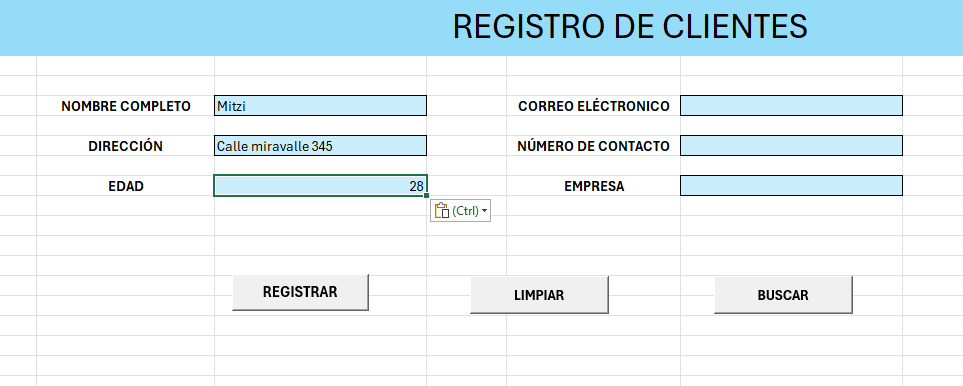 REGISTRO DE CLIENTES
NOMBRE COMPLETO Mitzi CORREO ELÉCTRONICO
DIRECCIÓN Calle miravalle 345 NÚMERO DE CONTACTO
EDAD 28 EMPRESA
(Ctrl)
REGISTRAR LIMPIAR BUSCAR